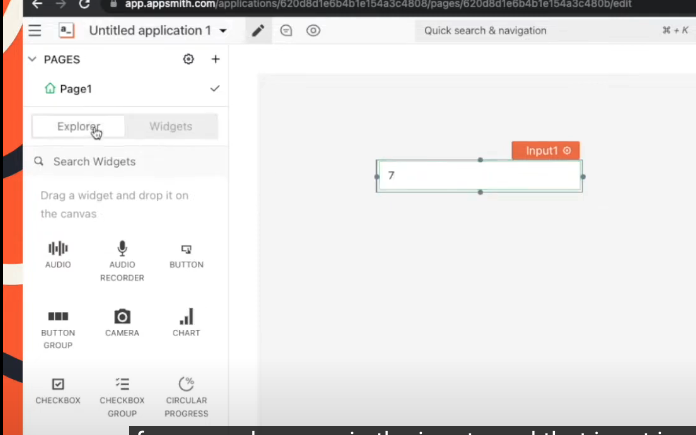 app.appsmith.com/applications/620d8d1e6b4b1e154a3c4808/pages/620d8d1e6b4b1e154a3c480b/edit
a_
Untitled application 1
Quick search & navigation
⌘ + K
PAGES
+
Page1
Explorer
Widgets
Search Widgets
Drag a widget and drop it on
the canvas
Input1
7
AUDIO
AUDIO
RECORDER
BUTTON
BUTTON
GROUP
CAMERA
CHART
CHECKBOX
CHECKBOX
GROUP
CIRCULAR
PROGRESS